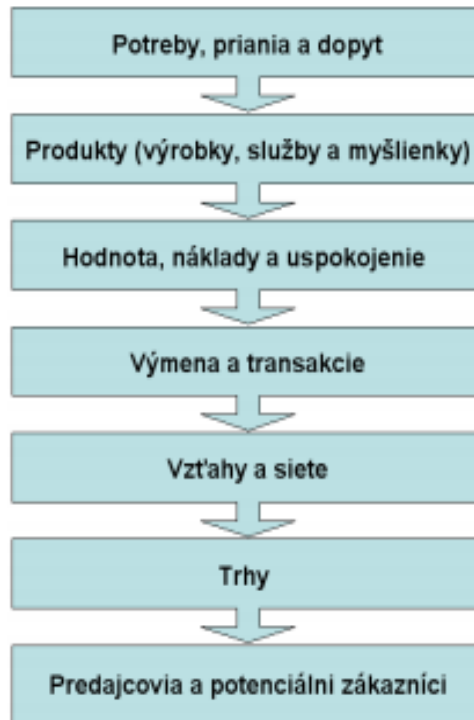 Potreby, priania a dopyt
Produkty (výrobky, služby a myšlienky)
Hodnota, náklady a uspokojenie
Výmena a transakcie
Vzťahy a siete
Trhy
Predajcovia a potenciálni zákazníci